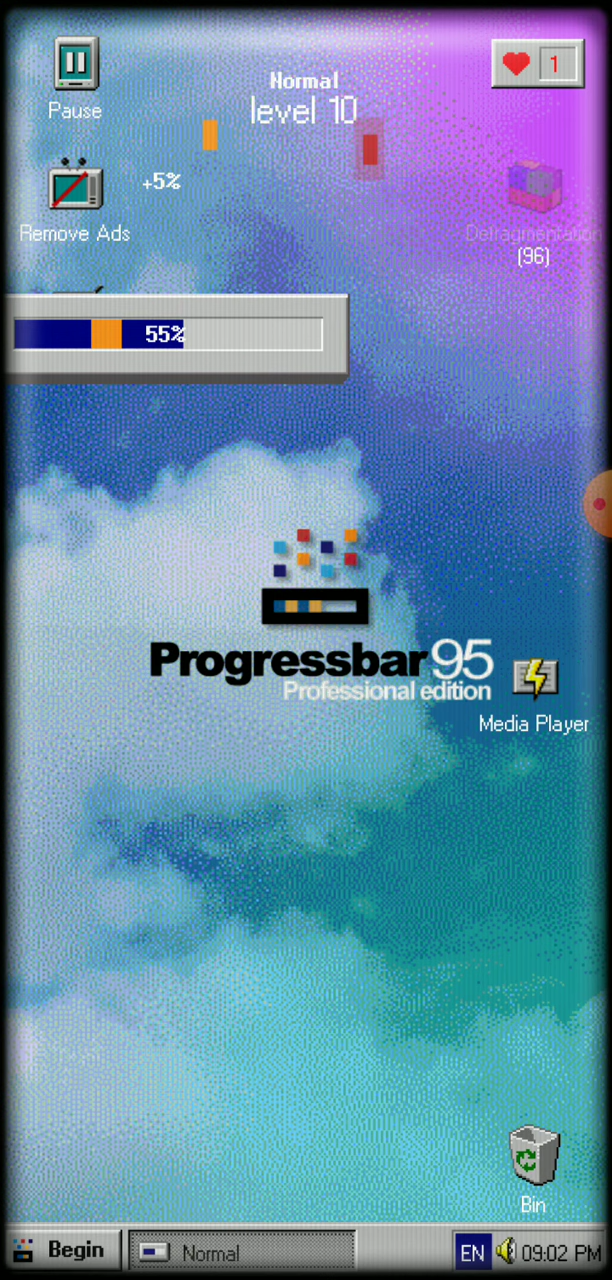 Normal
level 10
1
Pause
+5%
Remove Ads
Defragmentation
(96)
55%
Progressbar95
Professional edition
Media Player
Bin
Begin
Normal
EN
09:02 PM